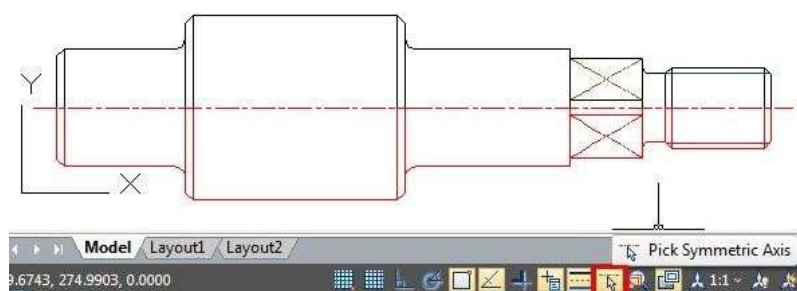 Y
X
Pick Symmetric Axis
Model Layout1 Layout2
9.6743, 274.9903, 0.0000 1:1